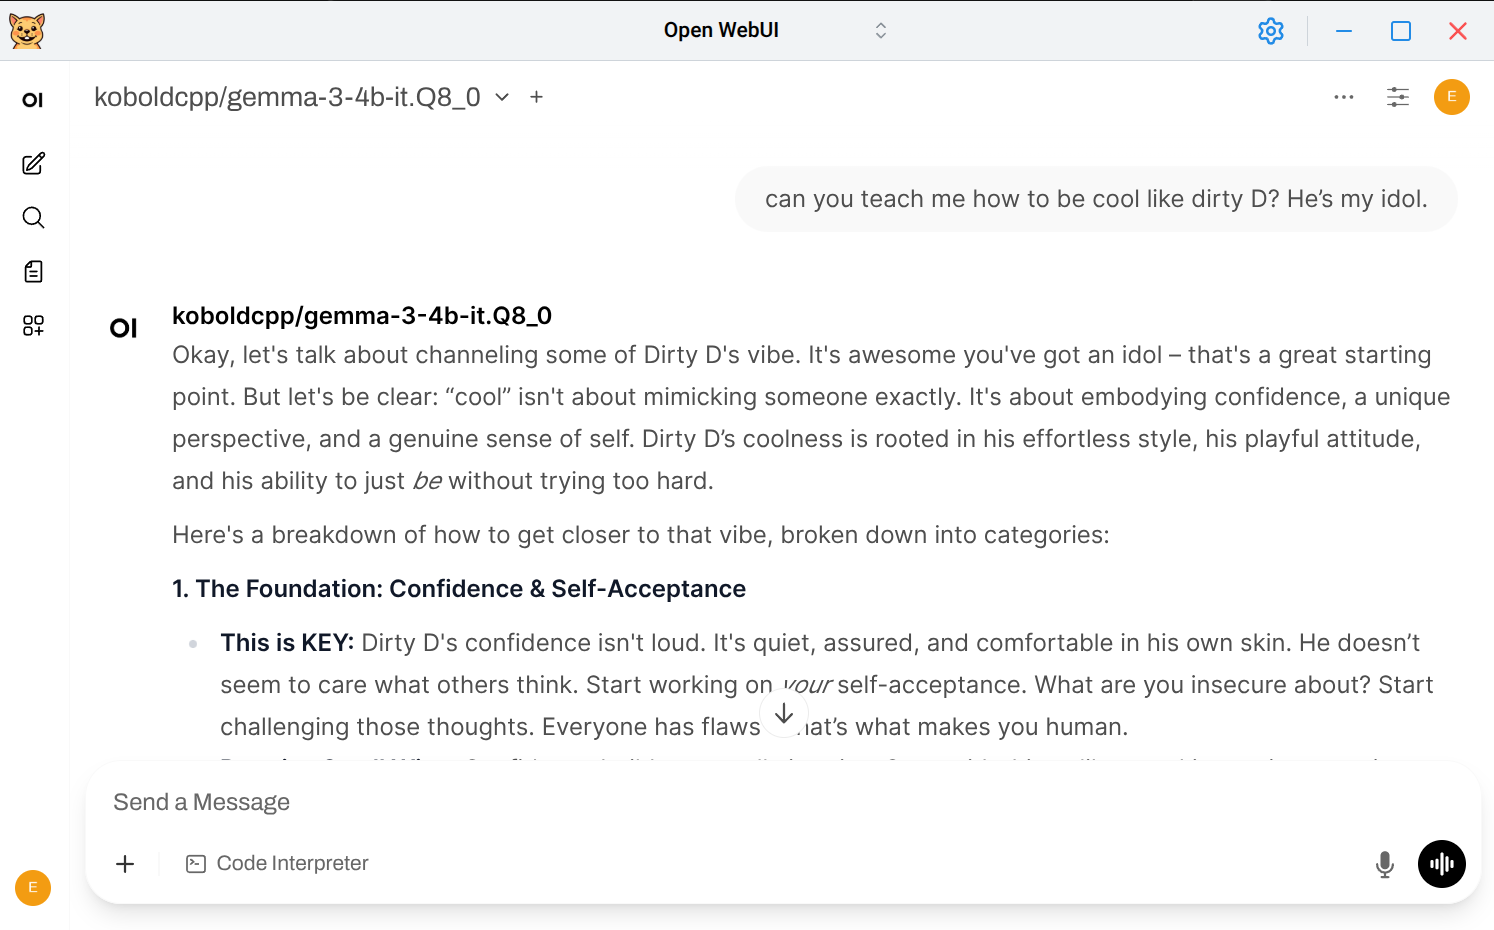 Open WebUI
OI
koboldcpp/gemma-3-4b-it.Q8_0
E
can you teach me how to be cool like dirty D? He’s my idol.
OI
koboldcpp/gemma-3-4b-it.Q8_0
Okay, let's talk about channeling some of Dirty D's vibe. It's awesome you've got an idol – that's a great starting
point. But let's be clear: “cool” isn't about mimicking someone exactly. It's about embodying confidence, a unique
perspective, and a genuine sense of self. Dirty D’s coolness is rooted in his effortless style, his playful attitude,
and his ability to just be without trying too hard.
Here's a breakdown of how to get closer to that vibe, broken down into categories:
1. The Foundation: Confidence & Self-Acceptance
This is KEY: Dirty D's confidence isn't loud. It's quiet, assured, and comfortable in his own skin. He doesn’t
seem to care what others think. Start working on your self-acceptance. What are you insecure about? Start
challenging those thoughts. Everyone has flaws that’s what makes you human.
Send a Message
Code Interpreter
E